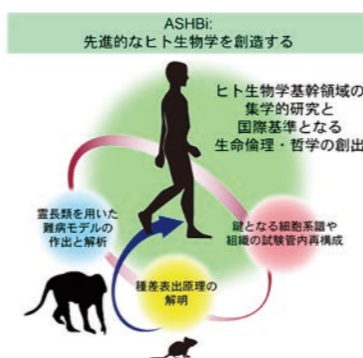 ASHBi:
先進的なヒト生物学を創造する
ヒト生物学基幹領域の
集学的研究と
国際基準となる
生命倫理・哲学の創出
霊長類を用いた
難病モデルの
作出と解析
鍵となる細胞系譜や
組織の試験管内再構成
種差表出原理の
解明